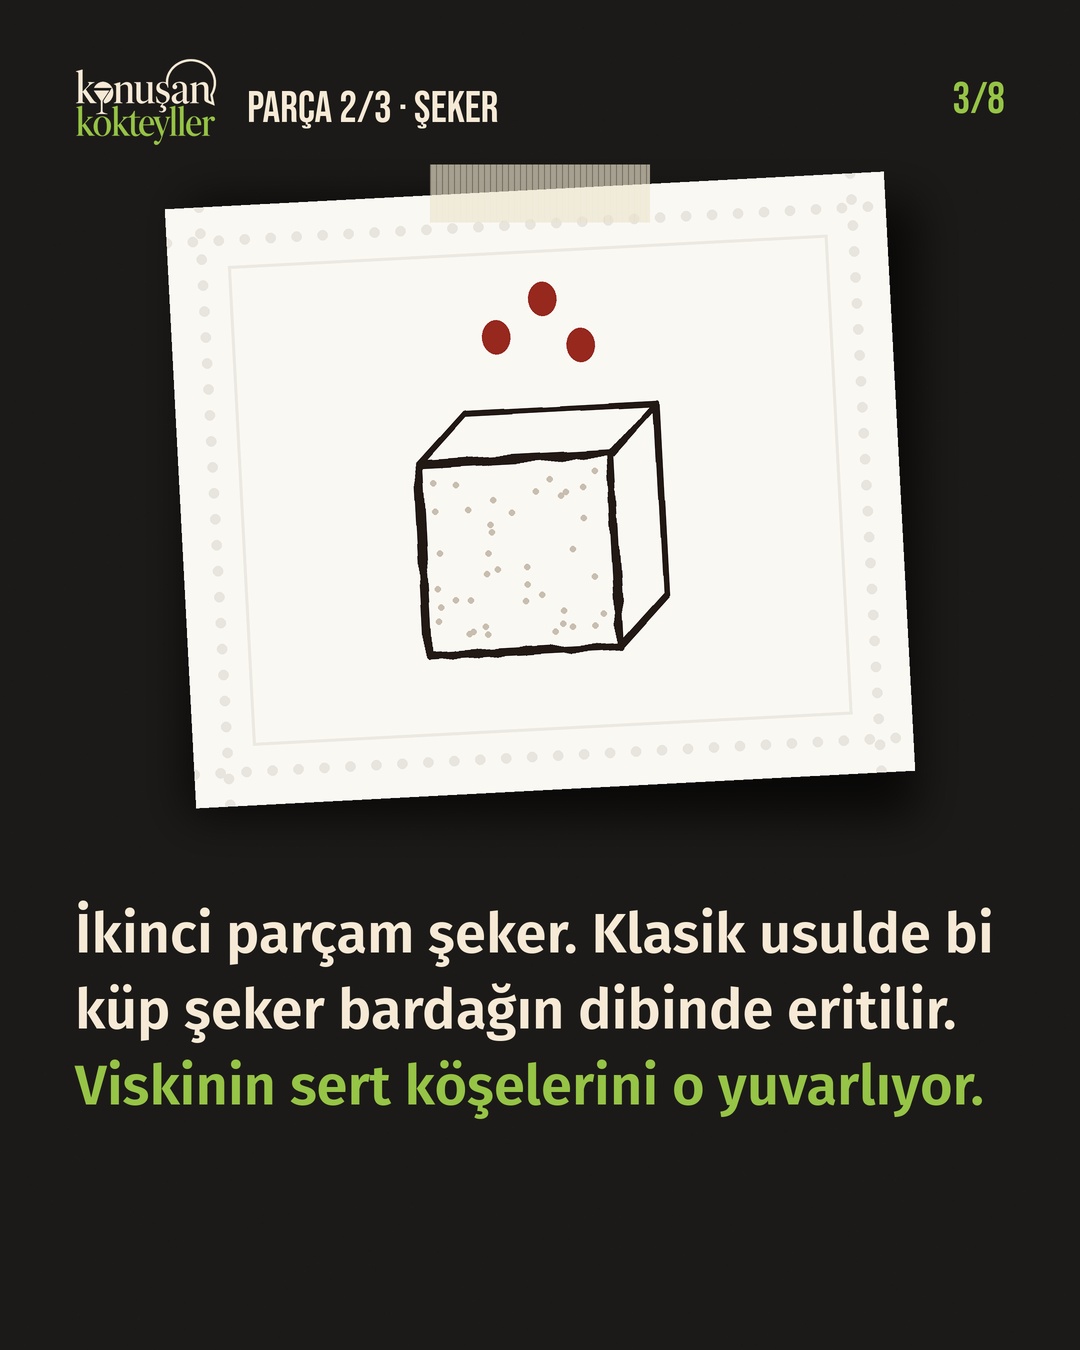 konuşan
kokteyller
PARÇA 2/3 · ŞEKER
3/8
İkinci parçam şeker. Klasik usulde bi
küp şeker bardağın dibinde eritilir.
Viskinin sert köşelerini o yuvarlıyor.